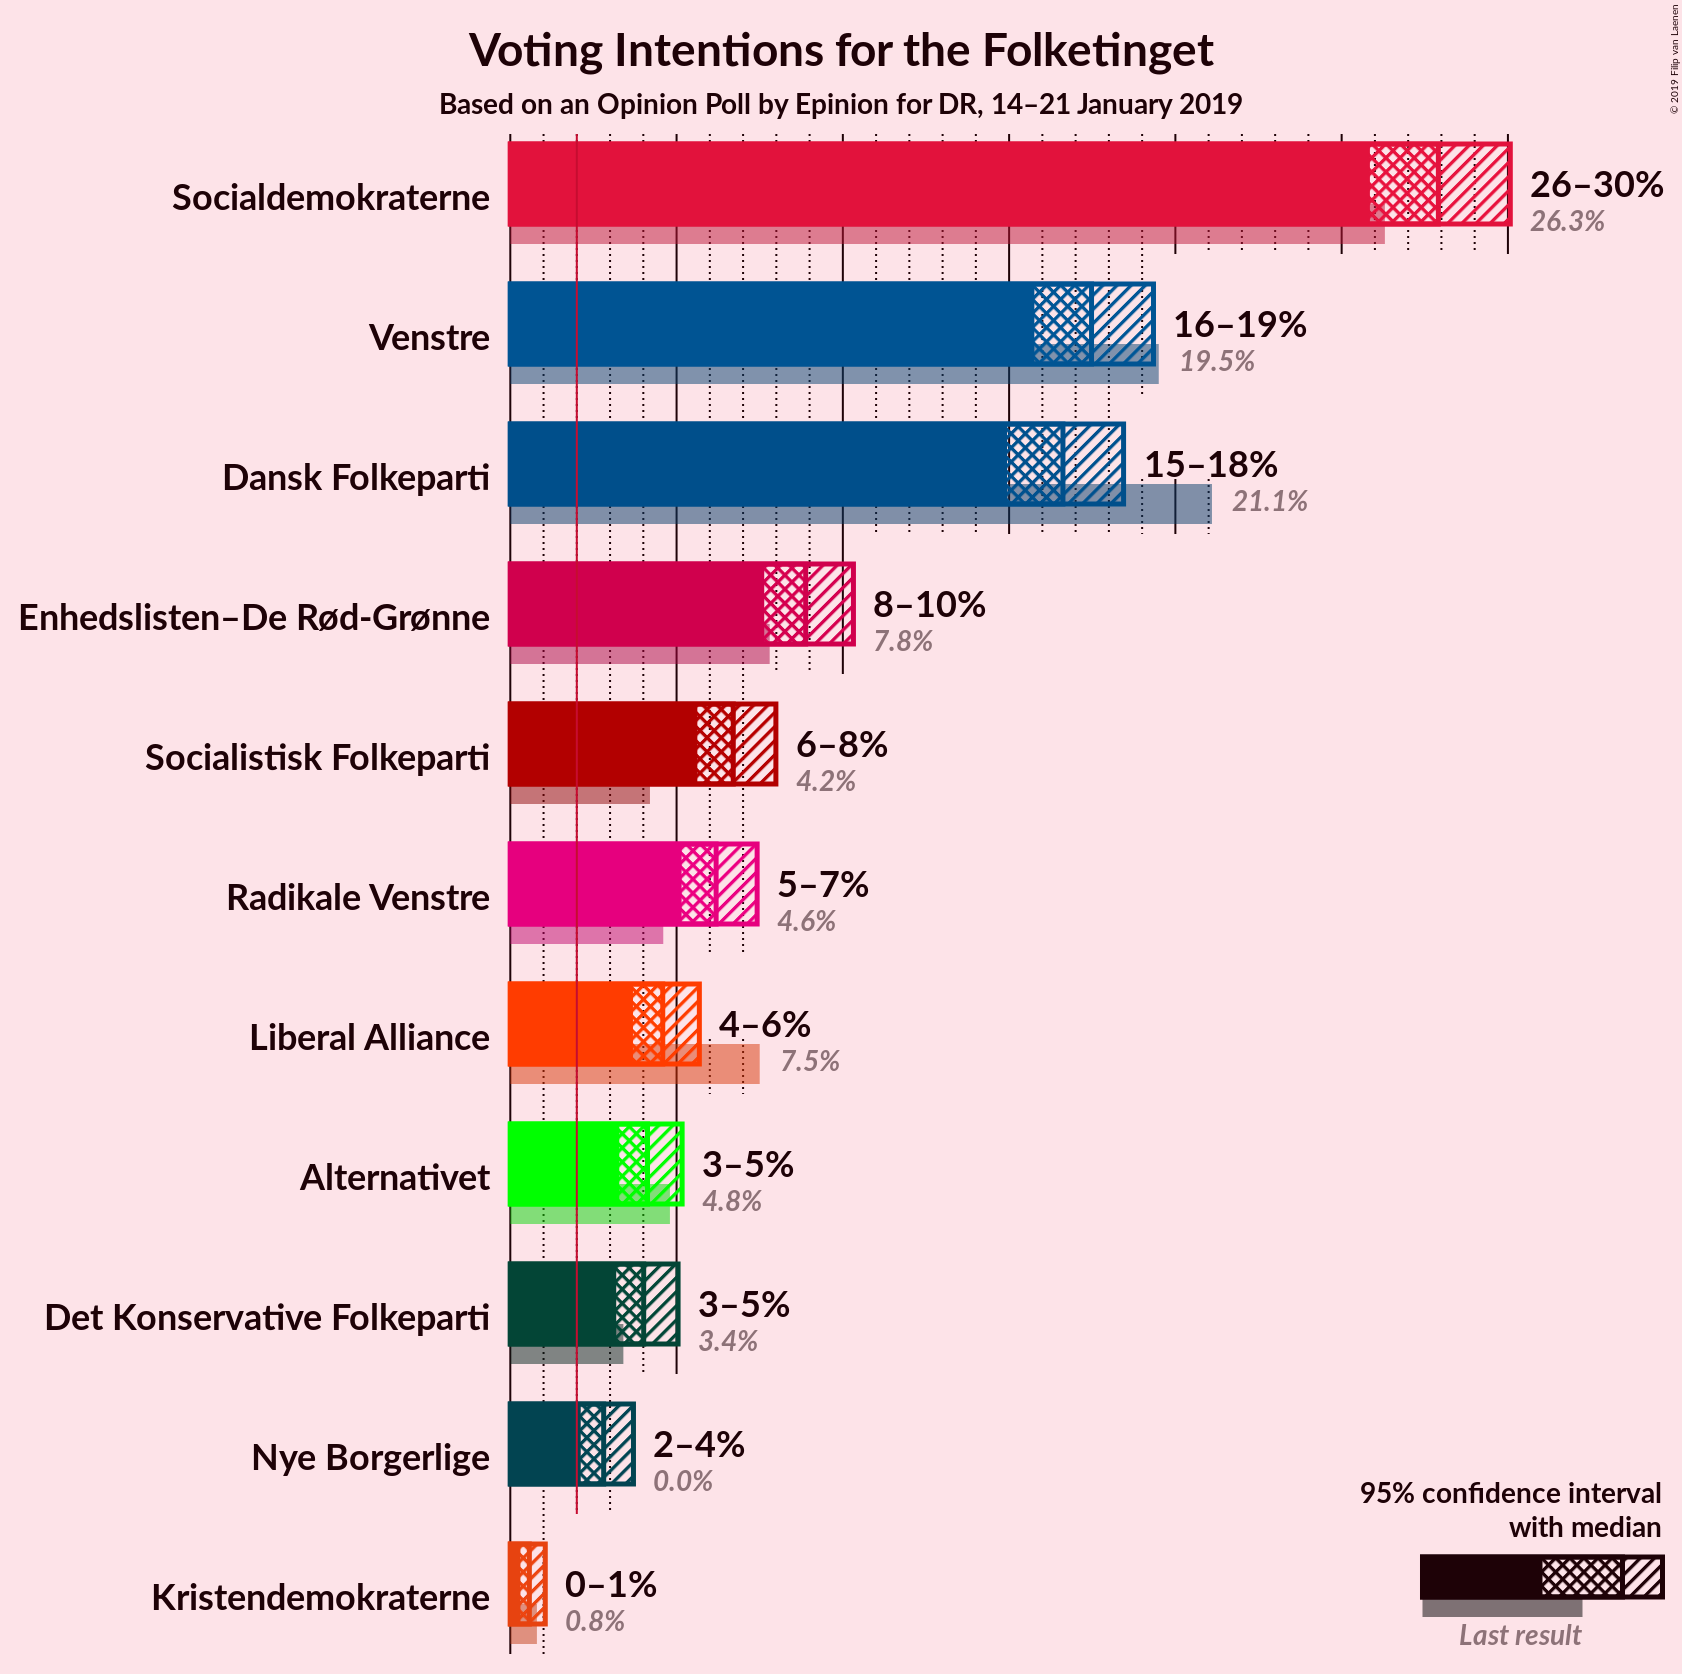 Voting Intentions for the Folketinget
Based on an Opinion Poll by Epinion for DR, 14–21 January 2019
© 2019 Filip van Laenen
Socialdemokraterne
26–30%
26.3%
Venstre
16–19%
19.5%
Dansk Folkeparti
15–18%
21.1%
Enhedslisten–De Rød-Grønne
8–10%
7.8%
Socialistisk Folkeparti
6–8%
4.2%
Radikale Venstre
5–7%
4.6%
Liberal Alliance
4–6%
7.5%
Alternativet
3–5%
4.8%
Det Konservative Folkeparti
3–5%
3.4%
Nye Borgerlige
2–4%
0.0%
Kristendemokraterne
0–1%
0.8%
95% confidence interval
with median
Last result